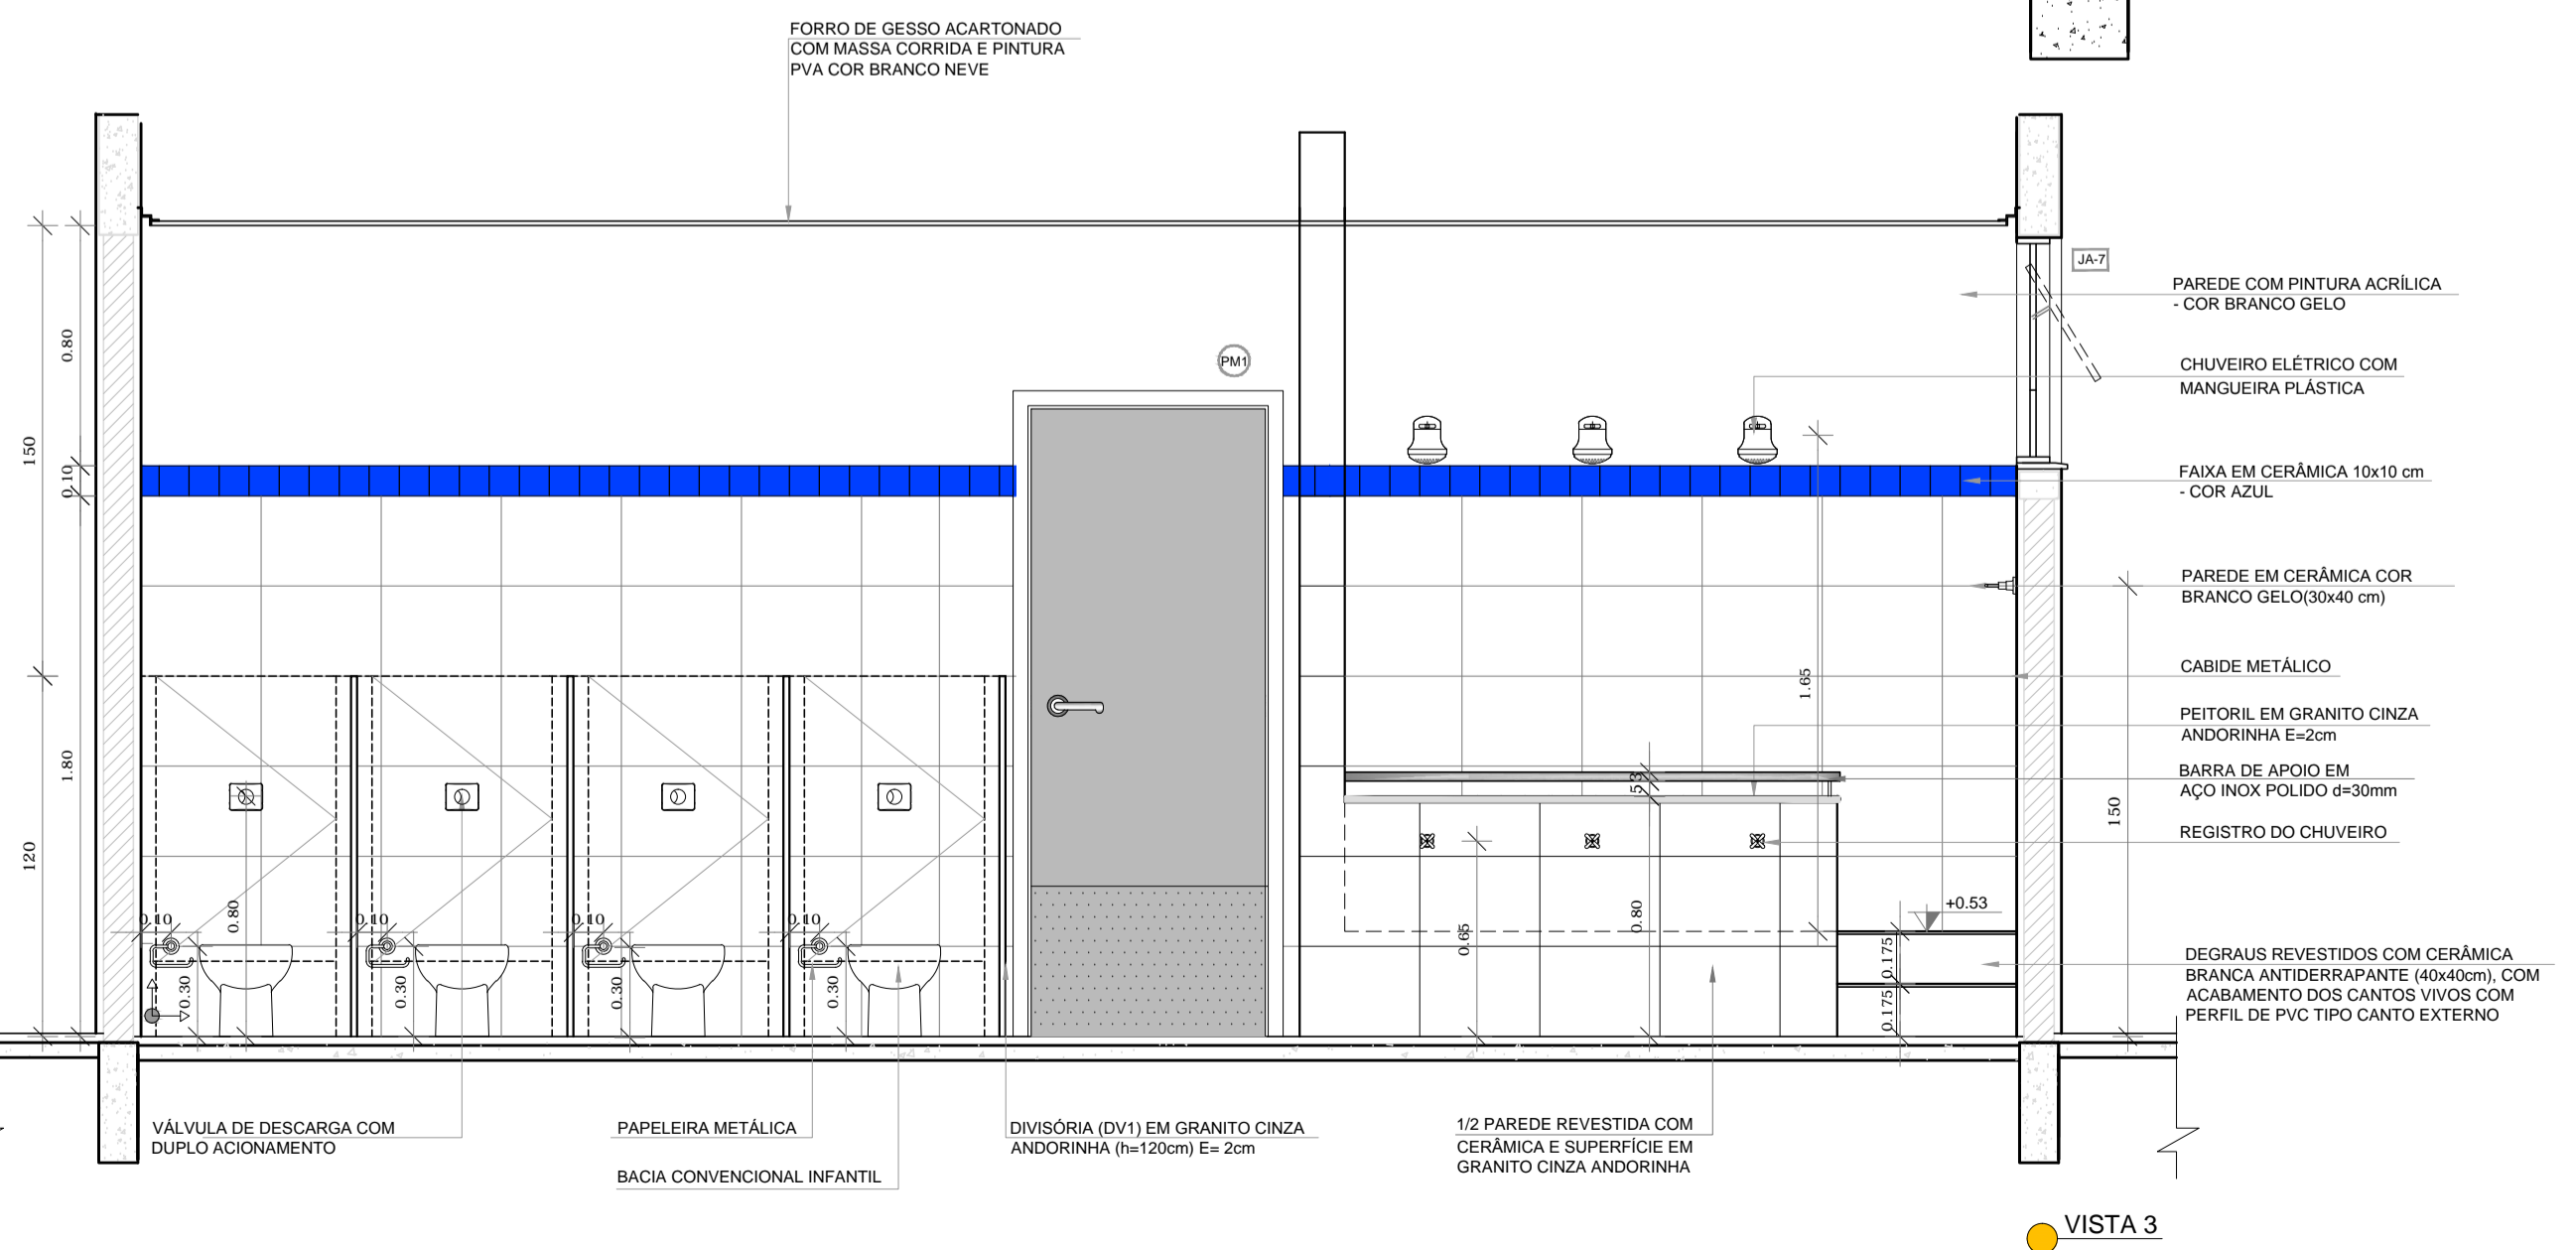 FORRO DE GESSO ACARTONADO
COM MASSA CORRIDA E PINTURA
PVA COR BRANCO NEVE
JA-7
PAREDE COM PINTURA ACRÍLICA
- COR BRANCO GELO
0.80
PM1
CHUVEIRO ELÉTRICO COM
MANGUEIRA PLÁSTICA
150
0.10
FAIXA EM CERÂMICA 10x10 cm
- COR AZUL
PAREDE EM CERÂMICA COR
BRANCO GELO(30x40 cm)
CABIDE METÁLICO
1.65
PEITORIL EM GRANITO CINZA
ANDORINHA E=2cm
1.80
BARRA DE APOIO EM
AÇO INOX POLIDO d=30mm
53
150
REGISTRO DO CHUVEIRO
120
0.10
0.80
0.10
0.10
0.10
0.65
0.80
+0.53
0.175
0.175
0.30
0.30
0.30
0.30
DEGRAUS REVESTIDOS COM CERÂMICA
BRANCA ANTIDERRAPANTE (40x40cm), COM
ACABAMENTO DOS CANTOS VIVOS COM
PERFIL DE PVC TIPO CANTO EXTERNO
VÁLVULA DE DESCARGA COM
DUPLO ACIONAMENTO
PAPELEIRA METÁLICA
BACIA CONVENCIONAL INFANTIL
DIVISÓRIA (DV1) EM GRANITO CINZA
ANDORINHA (h=120cm) E= 2cm
1/2 PAREDE REVESTIDA COM
CERÂMICA E SUPERFÍCIE EM
GRANITO CINZA ANDORINHA
VISTA 3